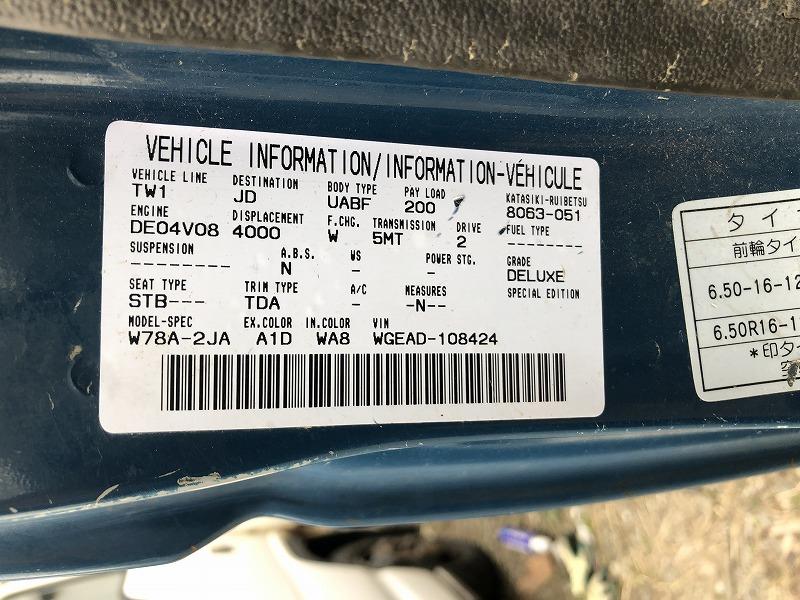 VEHICLE INFORMATION/INFORMATION-VÉHICULE
VEHICLE LINE DESTINATION BODY TYPE PAY LOAD KATASIKI-RUIBETSU
TW1 JD UABF 200 8063-051
ENGINE DISPLACEMENT F.CHG. TRANSMISSION DRIVE FUEL TYPE
DE04V08 4000 W 5MT 2 ---------
SUSPENSION A.B.S. WS POWER STG. GRADE
--------- N - - DELUXE
SEAT TYPE TRIM TYPE A/C MEASURES SPECIAL EDITION
STB--- TDA - -N--
MODEL-SPEC EX.COLOR IN.COLOR VIN
W78A-2JA A1D WA8 WGEAD-108424
タイ
前輪タイ
6.50-16-12
6.50R16-1
*印タ
空